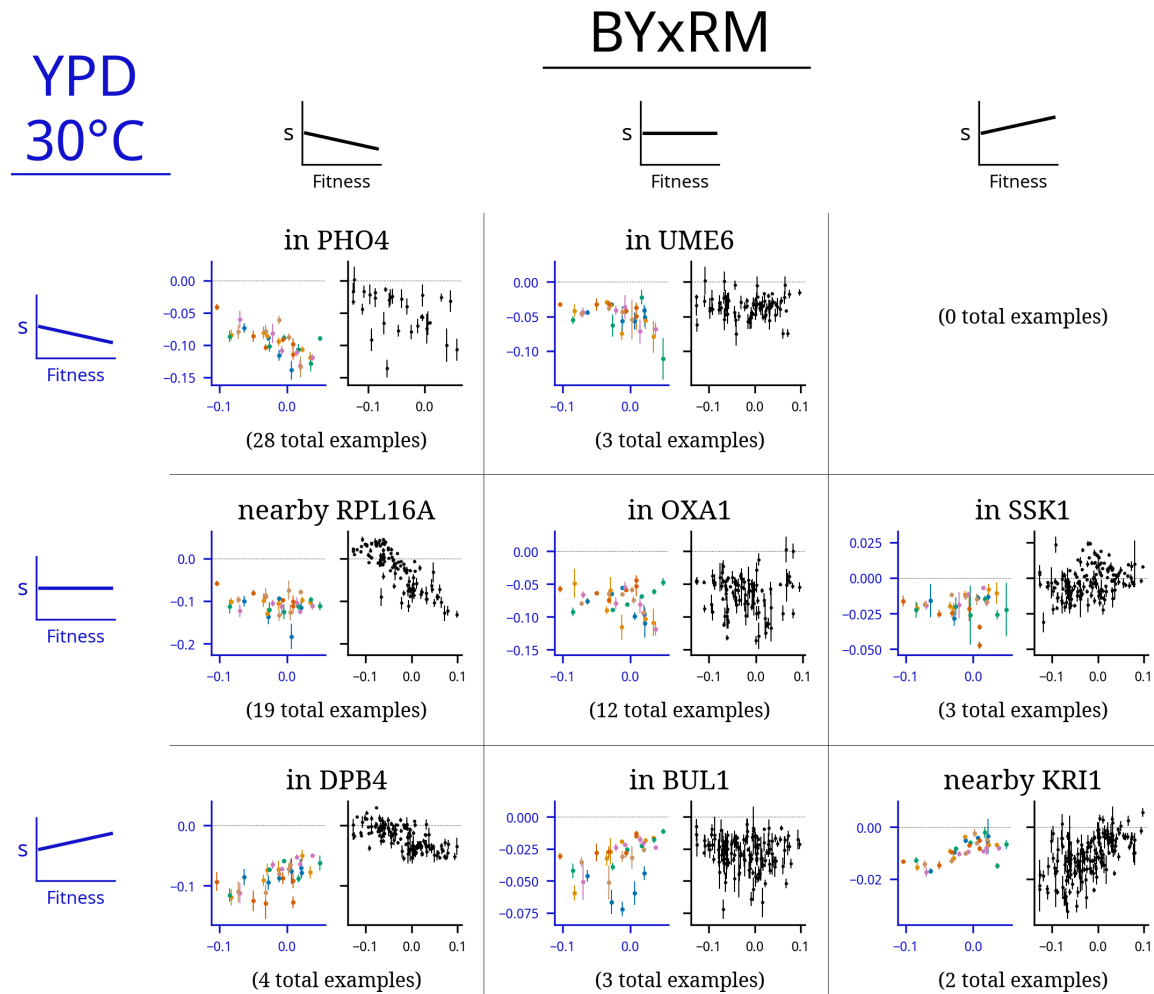 BYxRM
YPD
30°C
s
Fitness
s
Fitness
s
Fitness
s
Fitness
in PHO4
0.00
−0.05
−0.10
−0.15
−0.1 0.0
−0.1 0.0
(28 total examples)
in UME6
0.00
−0.05
−0.10
−0.1 0.0
−0.1 0.0 0.1
(3 total examples)
(0 total examples)
s
Fitness
nearby RPL16A
0.0
−0.1
−0.2
−0.1 0.0
−0.1 0.0 0.1
(19 total examples)
in OXA1
0.00
−0.05
−0.10
−0.15
−0.1 0.0
−0.1 0.0 0.1
(12 total examples)
in SSK1
0.025
0.000
−0.025
−0.050
−0.1 0.0
−0.1 0.0 0.1
(3 total examples)
s
Fitness
in DPB4
0.0
−0.1
−0.1 0.0
−0.1 0.0 0.1
(4 total examples)
in BUL1
0.000
−0.025
−0.050
−0.075
−0.1 0.0
−0.1 0.0 0.1
(3 total examples)
nearby KRI1
0.00
−0.02
−0.1 0.0
−0.1 0.0 0.1
(2 total examples)